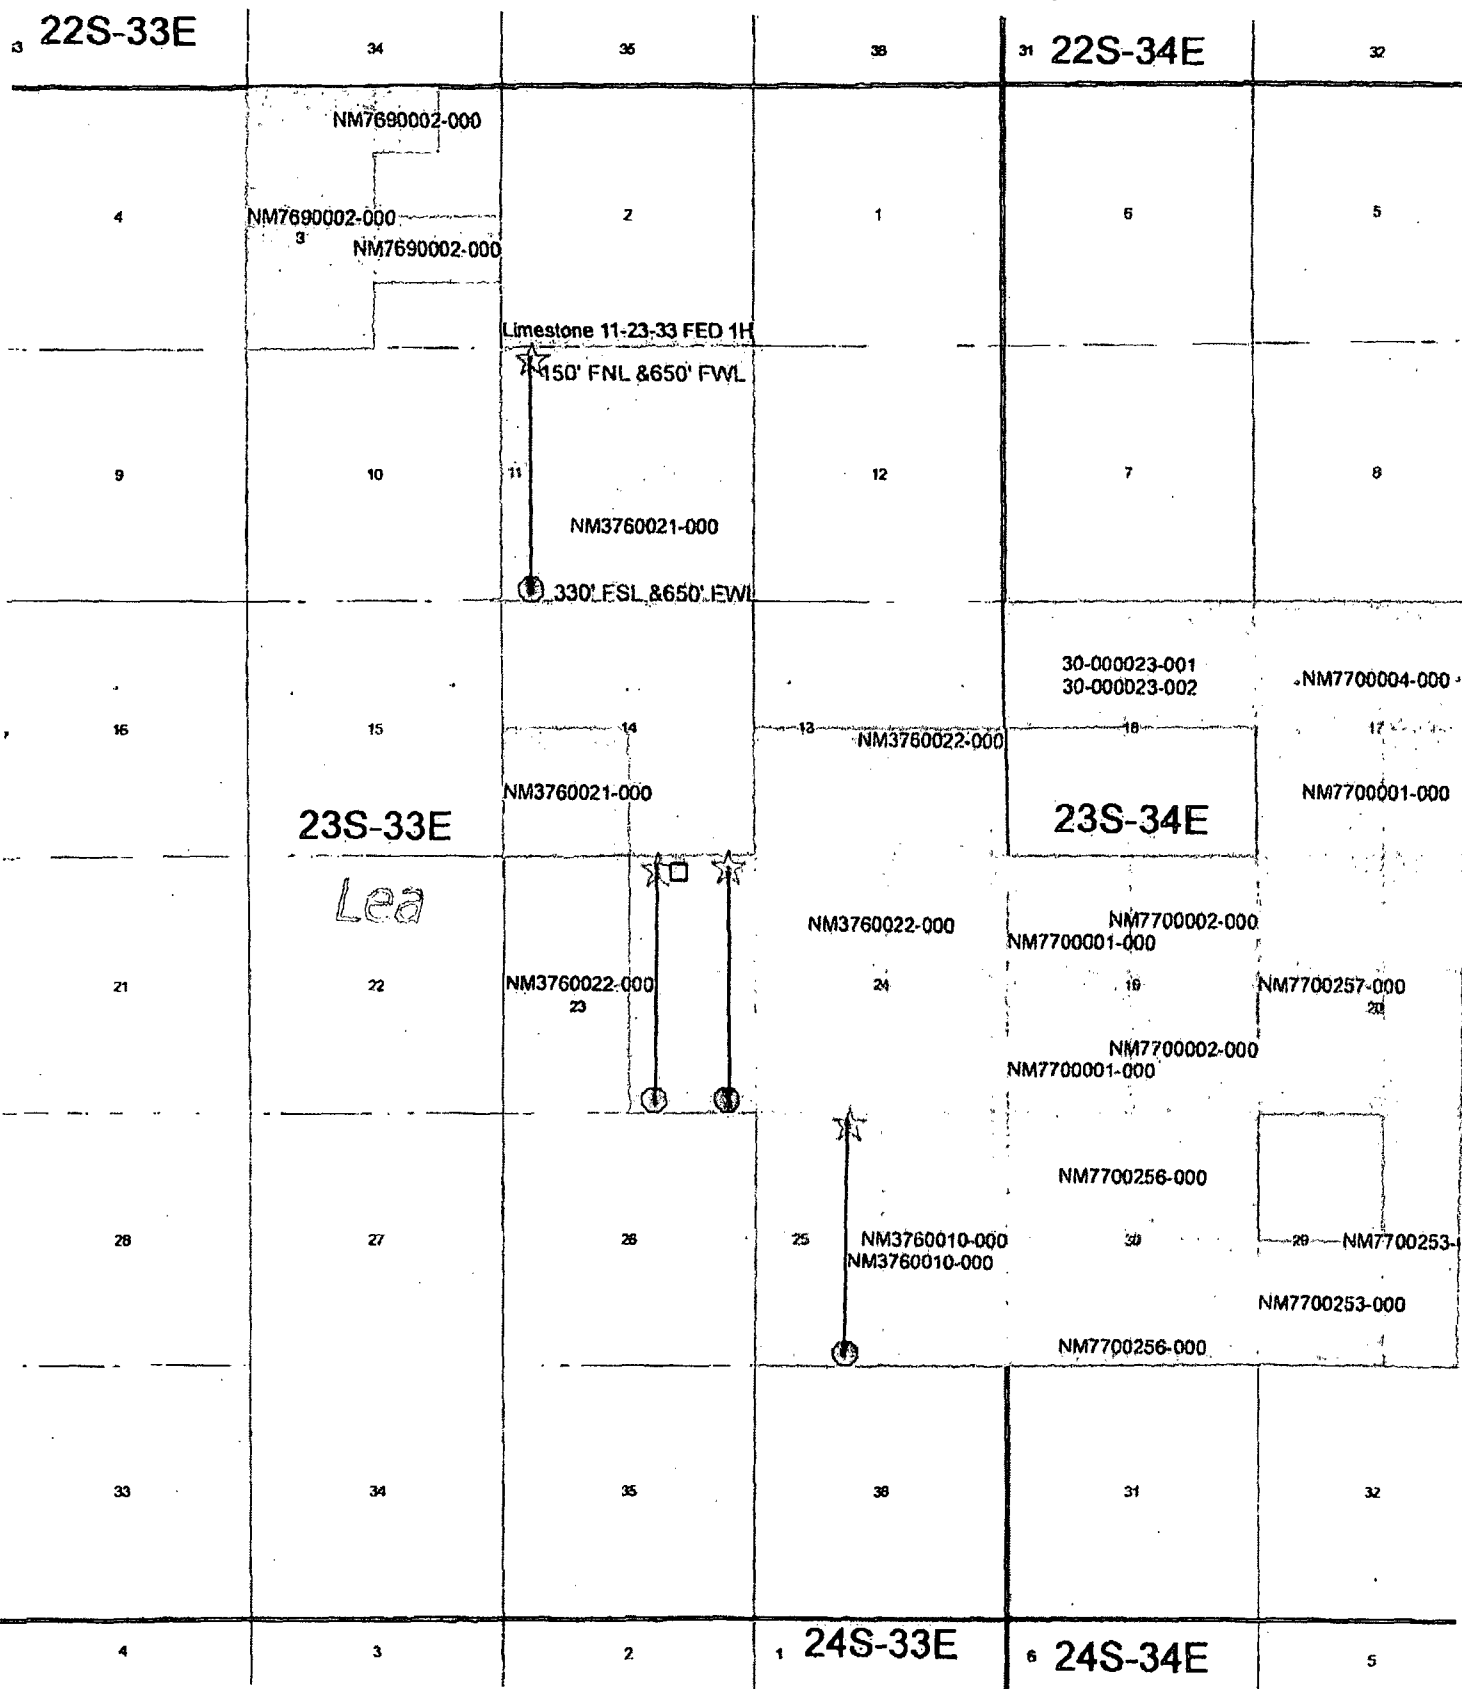 3 22S-33E 34 35 36 31 22S-34E 32
NM7690002-000
4 NM7690002-000 2 1 6 5
3
NM7690002-000
Limestone 11-23-33 FED 1H
150' FNL &650' FWL
9 10 11 12 7 8
NM3760021-000
330' FSL &650' FWL
30-000023-001
30-000023-002
NM7700004-000
16 15 14 13 18 17
NM3760022-000
NM3760021-000 NM7700001-000
23S-33E 23S-34E
Lea
NM3760022-000 NM7700002-000
NM7700001-000
21 22 NM3760022-000 24 19 NM7700257-000
23 20
NM7700002-000
NM7700001-000
NM7700256-000
28 27 26 25 NM3760010-000 30 29 NM7700253-
NM3760010-000
NM7700253-000
NM7700256-000
33 34 35 36 31 32
4 3 2 1 24S-33E 6 24S-34E 5